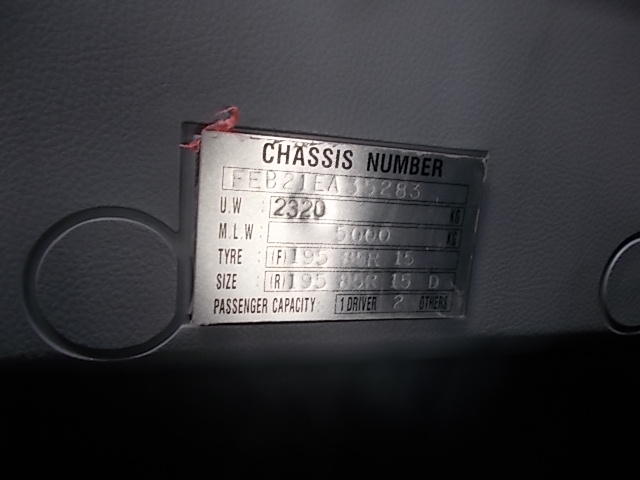 CHASSIS NUMBER
FEB21EA35283
U.W : 2320 KG
M.L.W : 5000 KG
TYRE : (F) 195 85R 15
SIZE : (R) 195 85R 15 D
PASSENGER CAPACITY: 1 DRIVER 2 OTHERS